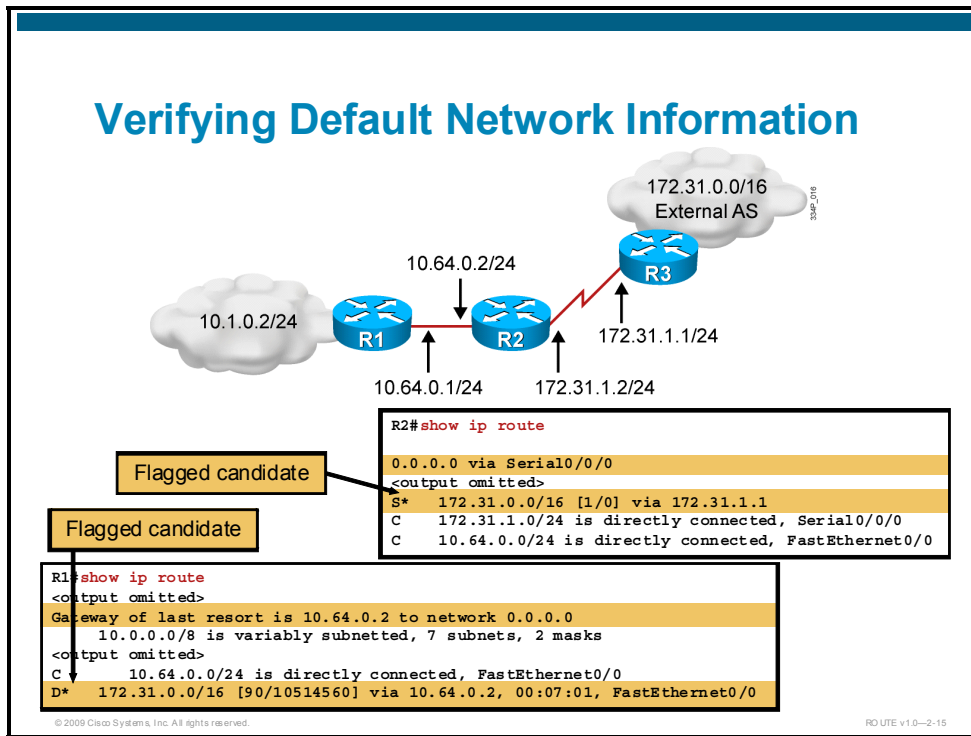 Verifying Default Network Information
172.31.0.0/16
External AS
334P_016
R3
10.64.0.2/24
10.1.0.2/24
R1
R2
172.31.1.1/24
10.64.0.1/24
172.31.1.2/24
R2#show ip route
0.0.0.0 via Serial0/0/0
<output omitted>
S* 172.31.0.0/16 [1/0] via 172.31.1.1
C 172.31.1.0/24 is directly connected, Serial0/0/0
C 10.64.0.0/24 is directly connected, FastEthernet0/0
Flagged candidate
Flagged candidate
R1#show ip route
<output omitted>
Gateway of last resort is 10.64.0.2 to network 0.0.0.0
10.0.0.0/8 is variably subnetted, 7 subnets, 2 masks
<output omitted>
C 10.64.0.0/24 is directly connected, FastEthernet0/0
D* 172.31.0.0/16 [90/10514560] via 10.64.0.2, 00:07:01, FastEthernet0/0
© 2009 Cisco Systems, Inc. All rights reserved.
ROUTE v1.0—2-15